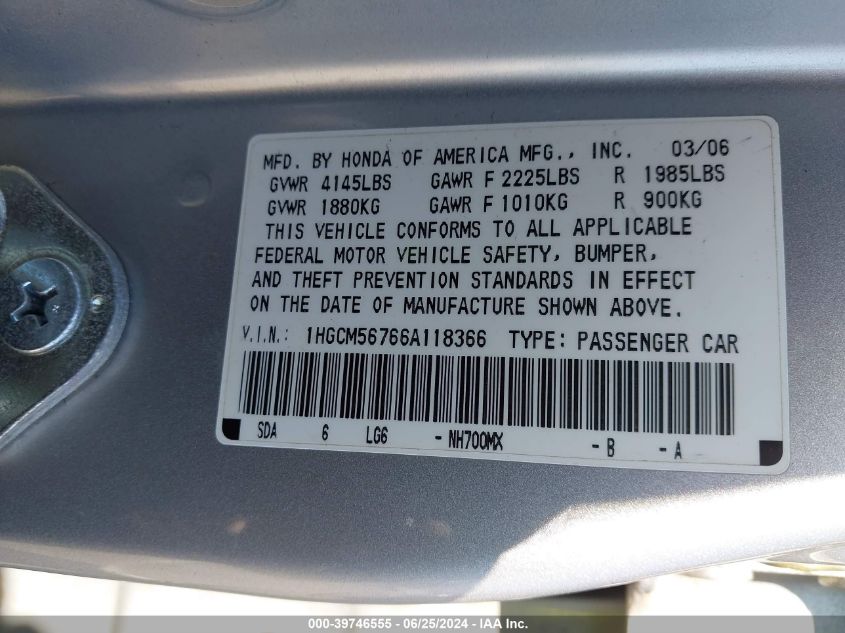 MFD. BY HONDA OF AMERICA MFG., INC. 03/06
GVWR 4145LBS GAWR F 2225LBS R 1985LBS
GVWR 1880KG GAWR F 1010KG R 900KG
THIS VEHICLE CONFORMS TO ALL APPLICABLE
FEDERAL MOTOR VEHICLE SAFETY, BUMPER,
AND THEFT PREVENTION STANDARDS IN EFFECT
ON THE DATE OF MANUFACTURE SHOWN ABOVE.
V.I.N.: 1HGCM56766A118366 TYPE: PASSENGER CAR
SDA 6 LG6 -NH700MX -B -A
000-39746555 - 06/25/2024 - IAA Inc.